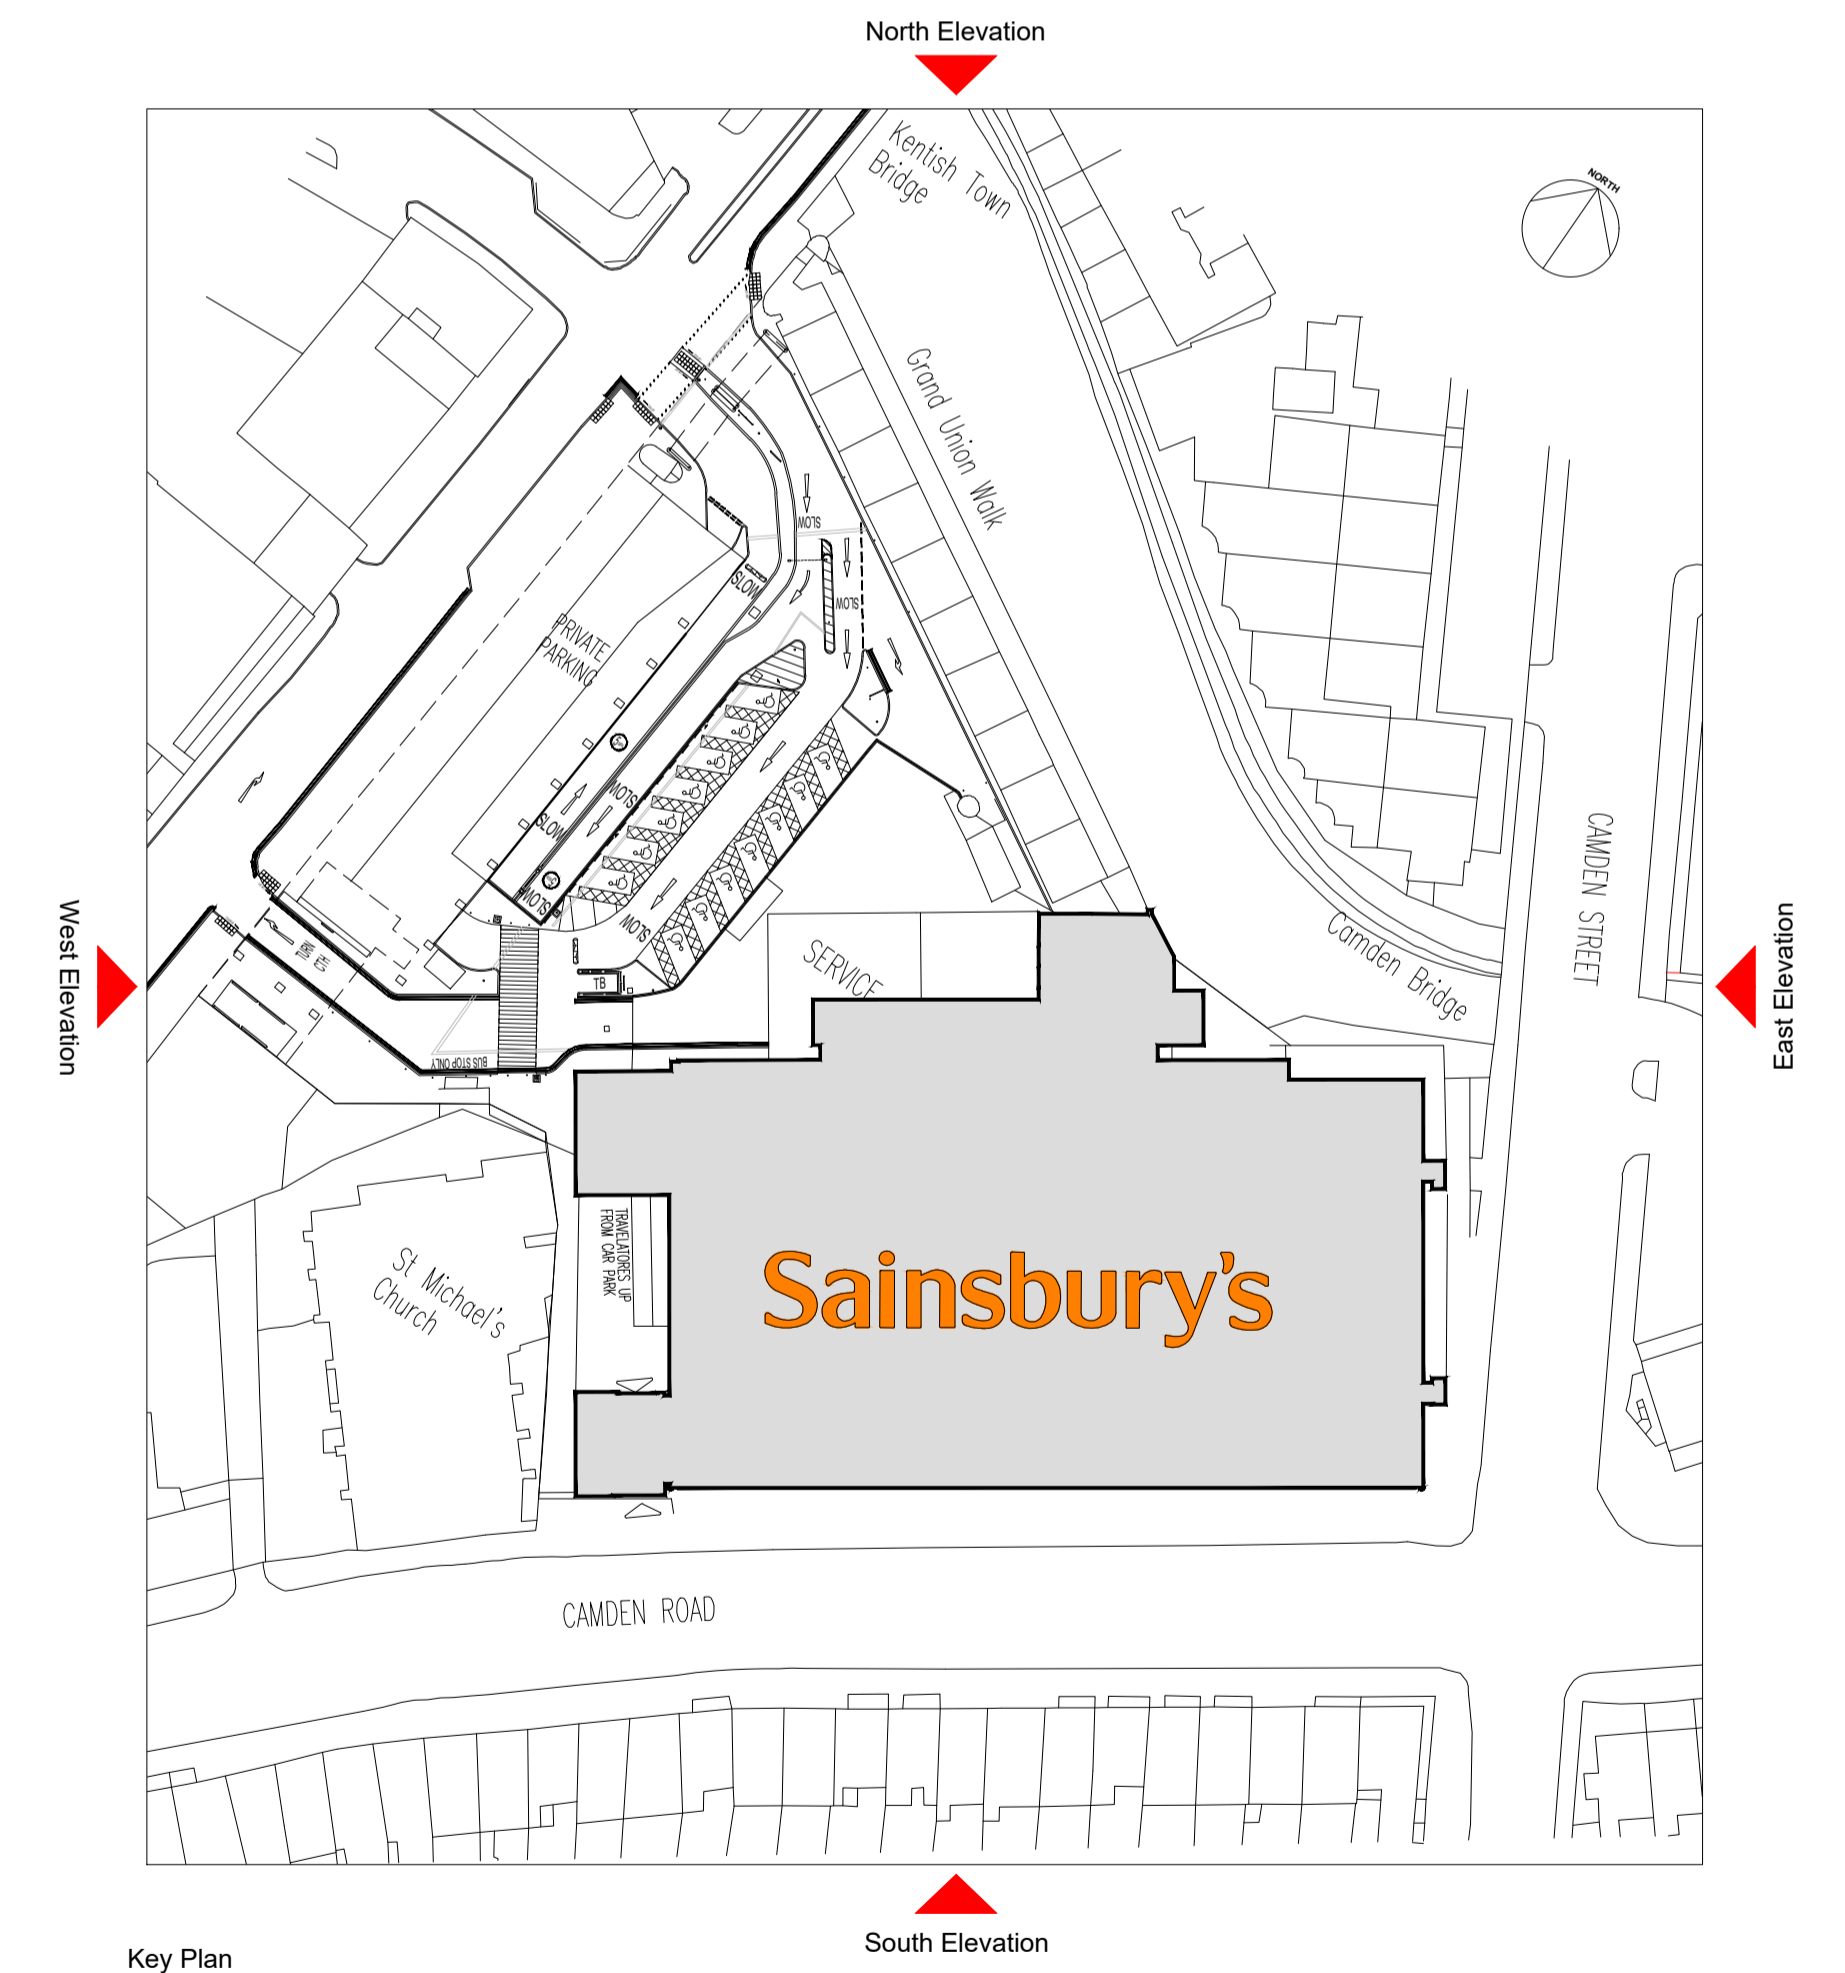 North Elevation
Kentish Town
Bridge
NORTH
Grand Union Walk
SLOW
SLOW
SLOW
PRIVATE
PARKING
SLOW
SLOW
SLOW
SLOW
CAMDEN STREET
West Elevation
East Elevation
SERVICE
Camden Bridge
TB
BUS STOP ONLY
TRAVELATORES UP
FROM CAR PARK
St Michael's
Church
Sainsbury's
CAMDEN ROAD
South Elevation
Key Plan